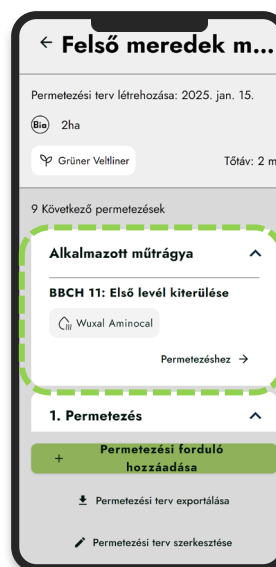 Felső meredek m...
Permetezési terv létrehozása: 2025. jan. 15.
Bio 2ha
Grüner Veltliner Tőtáv: 2 m
9 Következő permetezések
Alkalmazott műtrágya
BBCH 11: Első levél kiterülése
Wuxal Aminocal
Permetezéshez →
1. Permetezés
+ Permetezési forduló
hozzáadása
Permetezési terv exportálása
Permetezési terv szerkesztése